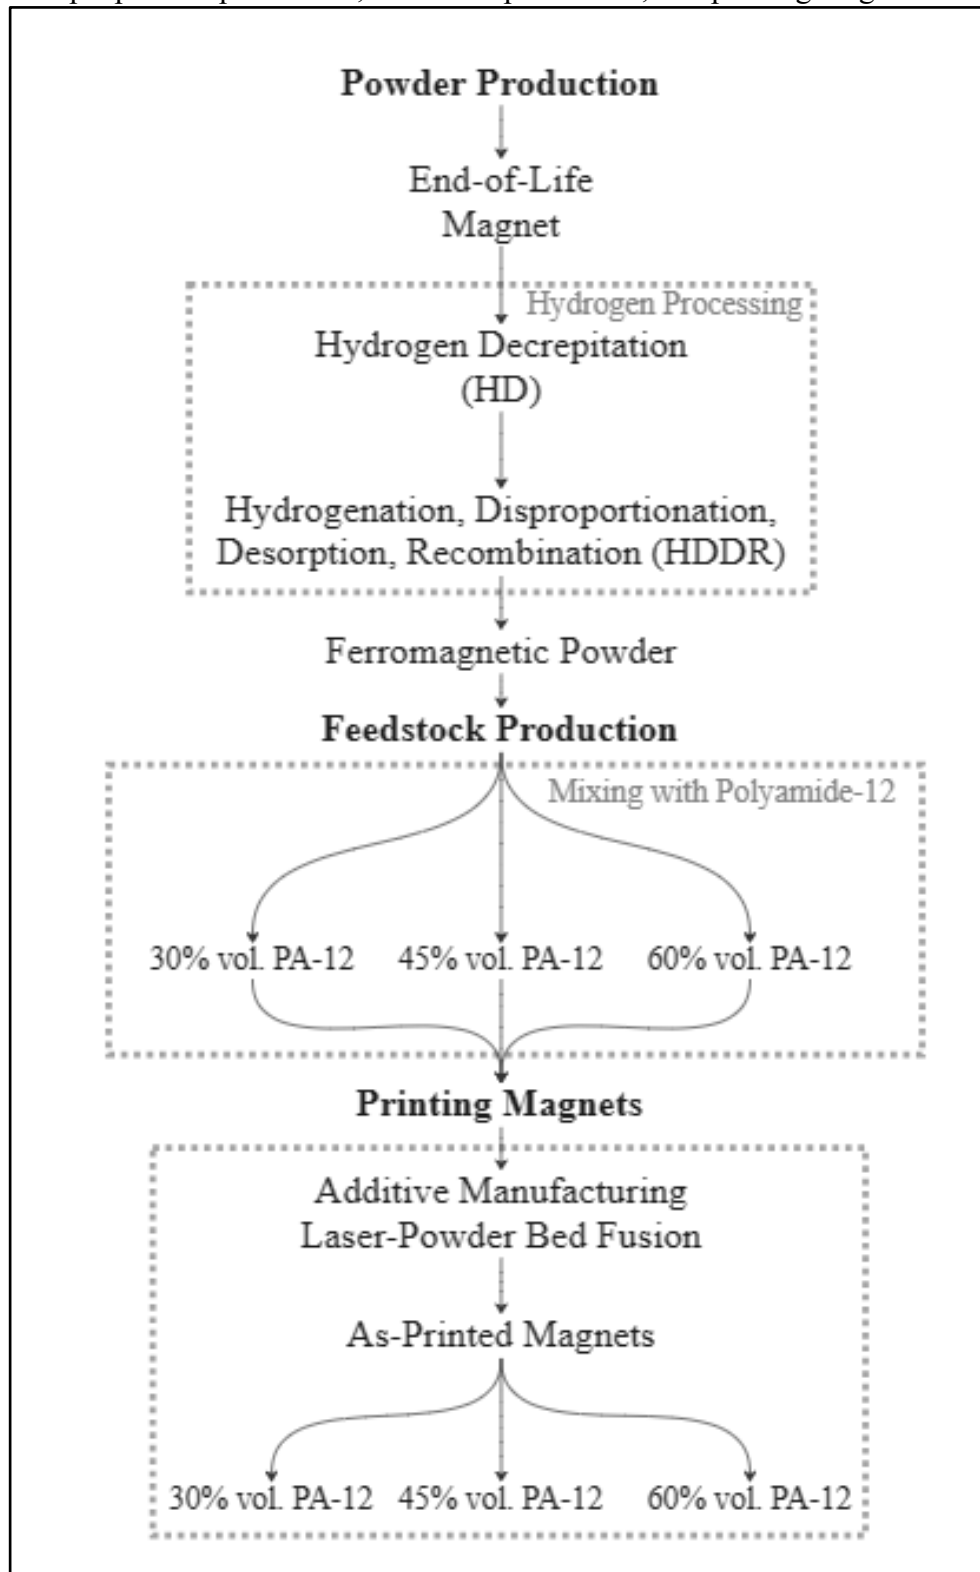 Powder Production
End-of-Life
Magnet
Hydrogen Processing
Hydrogen Decrepitation
(HD)
Hydrogenation, Disproportionation,
Desorption, Recombination (HDDR)
Ferromagnetic Powder
Feedstock Production
Mixing with Polyamide-12
30% vol. PA-12 45% vol. PA-12 60% vol. PA-12
Printing Magnets
Additive Manufacturing
Laser-Powder Bed Fusion
As-Printed Magnets
30% vol. PA-12 45% vol. PA-12 60% vol. PA-12